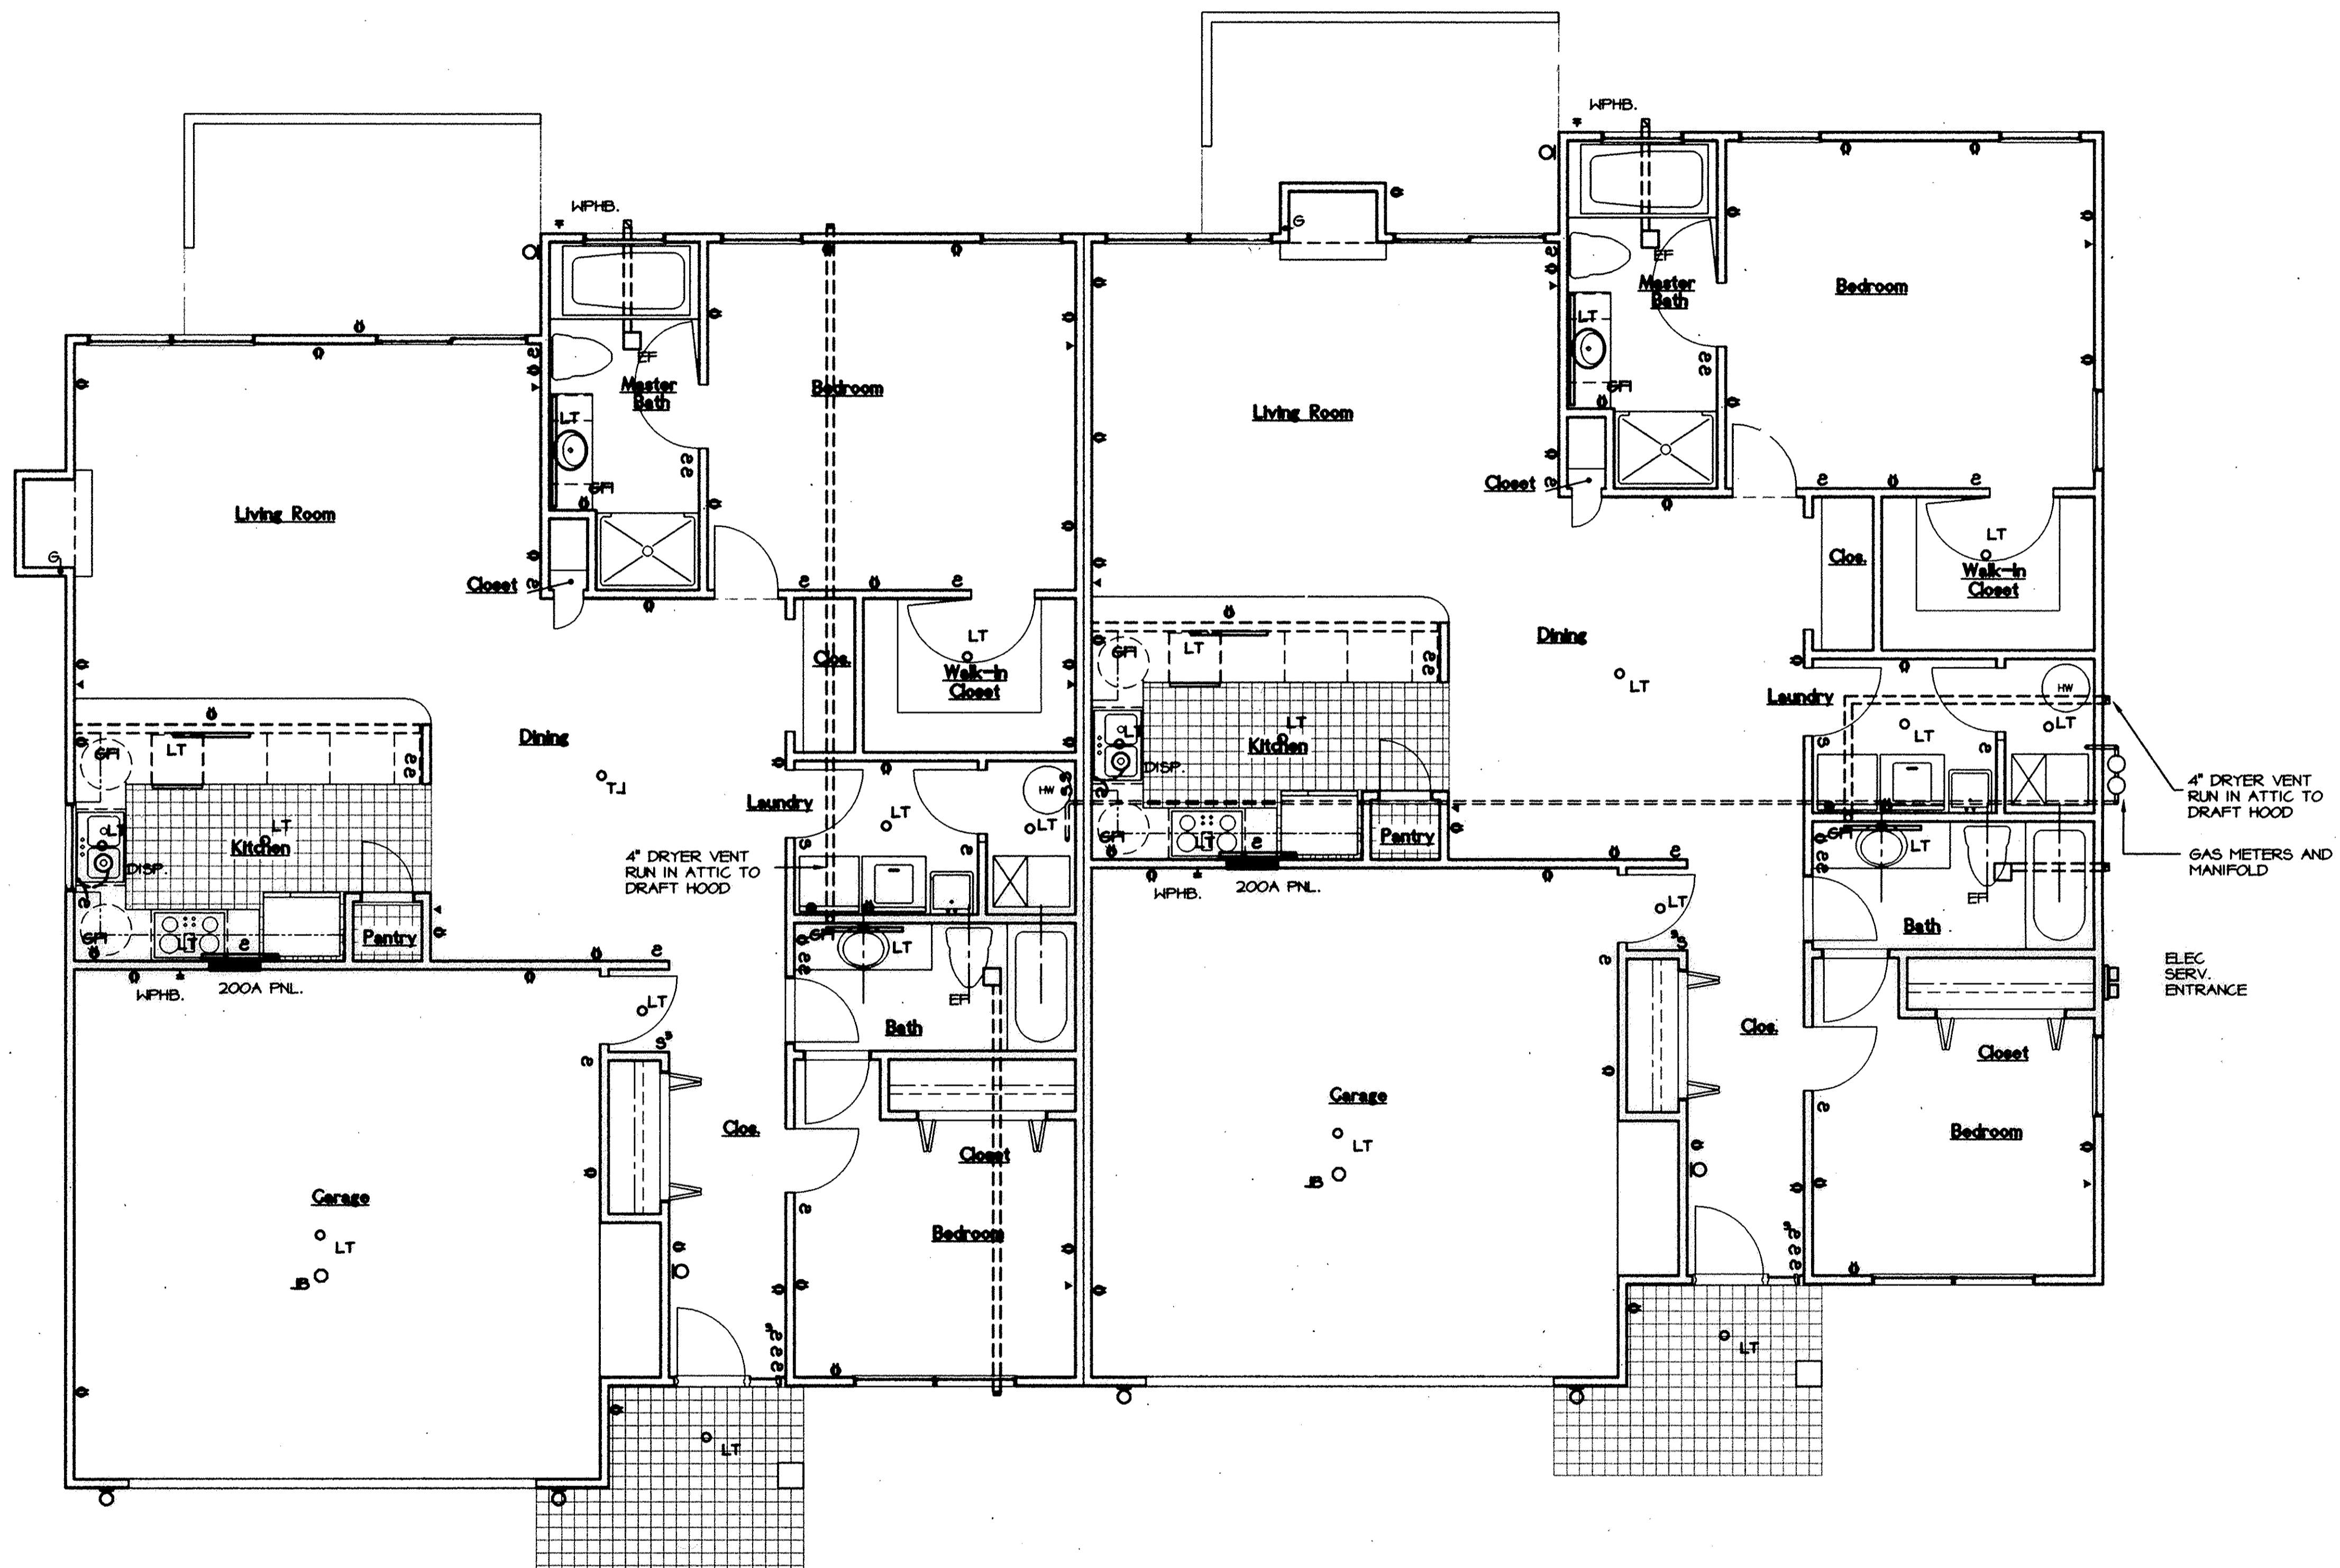 WPHB.
WPHB.
G
EF
Master
Bath
Bedroom
LT
GFI
Living Room
Closet
EF
Master
Bath
Bedroom
LT
GFI
Living Room
G
Closet
LT
Clos.
Walk-In
Closet
LT
Clos.
Walk-In
Closet
GFI
LT
Dining
LT
Laundry
HW
LT
LT
LT
LT
Kitchen
DISP.
4" DRYER VENT
RUN IN ATTIC TO
DRAFT HOOD
GFI
LT
Pantry
GAS METERS AND
MANIFOLD
WPHB.
200A PNL.
GFI
LT
EF
LT
Bath
GFI
LT
Dining
LT
Laundry
HW
LT
LT
LT
LT
Kitchen
DISP.
4" DRYER VENT
RUN IN ATTIC TO
DRAFT HOOD
GFI
LT
Pantry
WPHB.
200A PNL.
GFI
LT
EF
LT
Bath
ELEC
SERV.
ENTRANCE
Clos.
Closet
Garage
LT
JB
Bedroom
Clos.
Closet
Garage
LT
JB
Bedroom
LT
LT